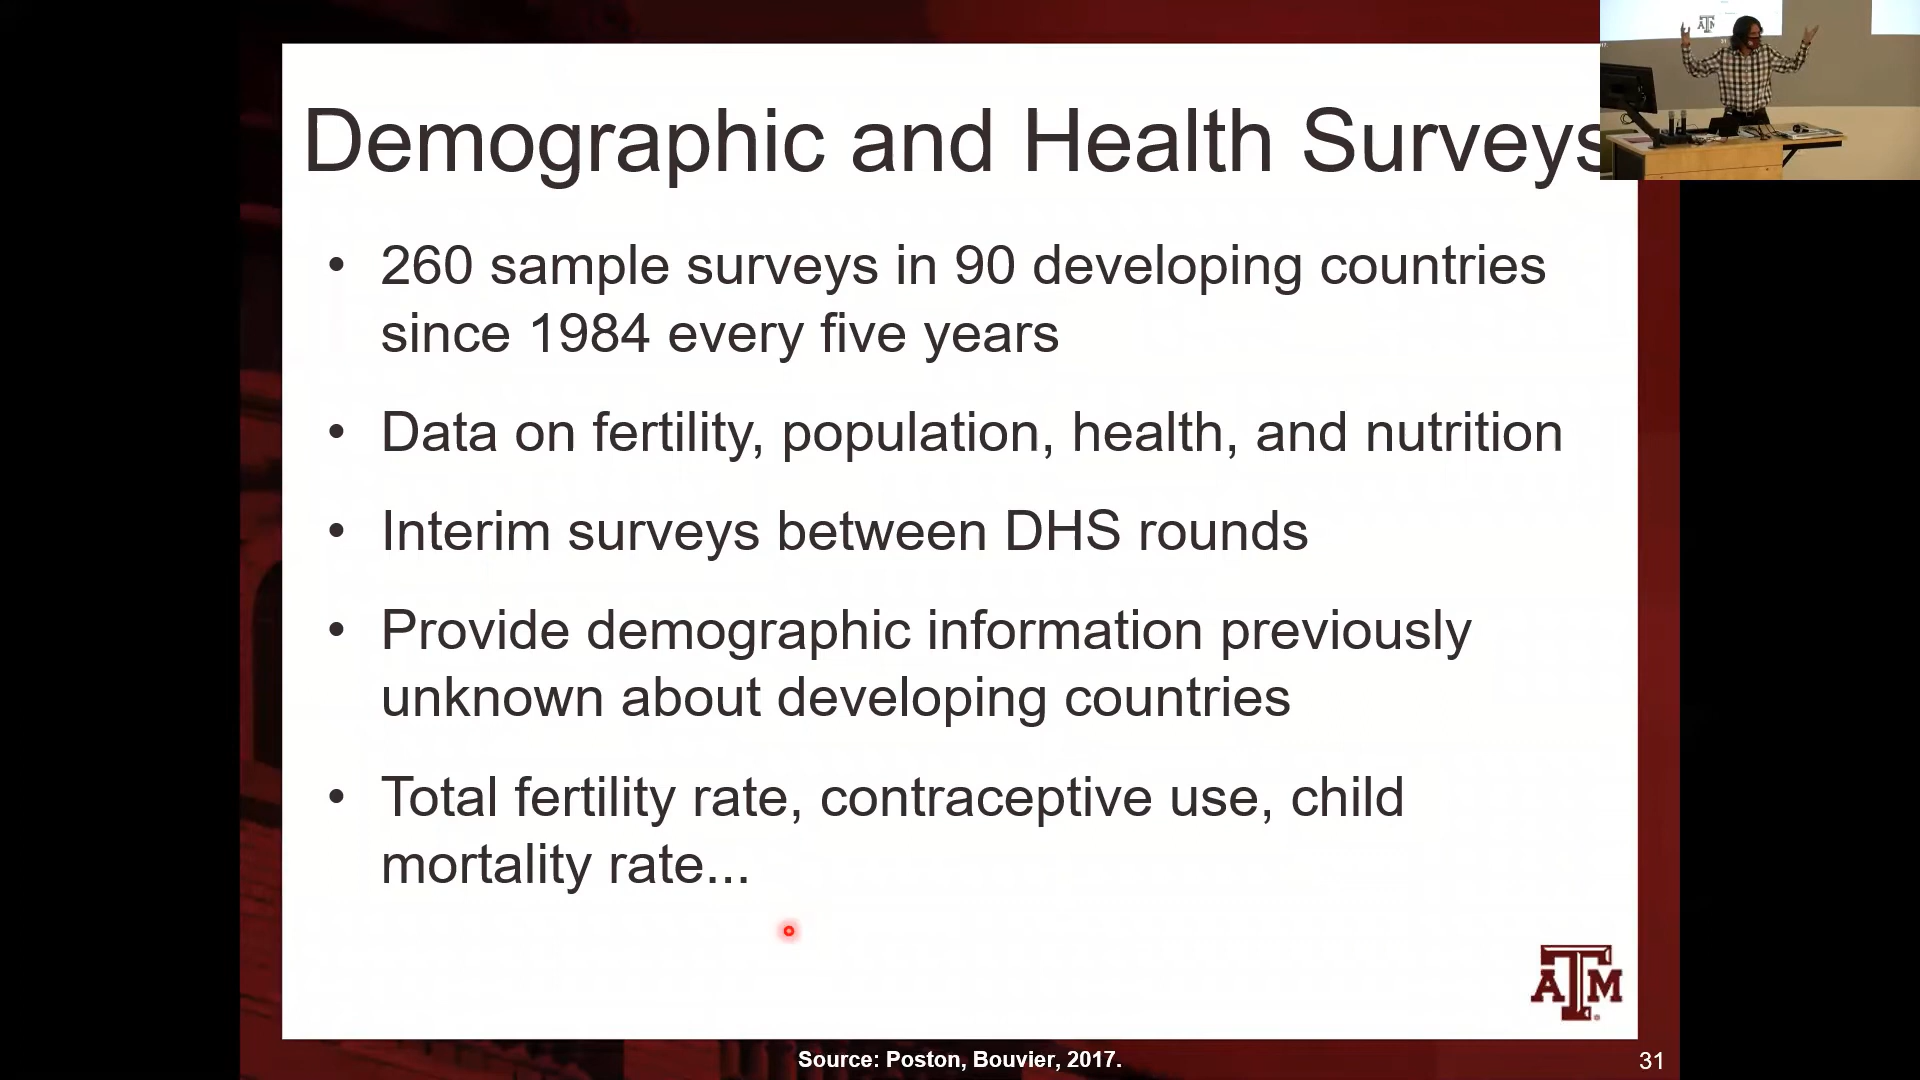 Demographic and Health Surveys
• 260 sample surveys in 90 developing countries
since 1984 every five years
• Data on fertility, population, health, and nutrition
• Interim surveys between DHS rounds
• Provide demographic information previously
unknown about developing countries
• Total fertility rate, contraceptive use, child
mortality rate...
ATM
Source: Poston, Bouvier, 2017.
31